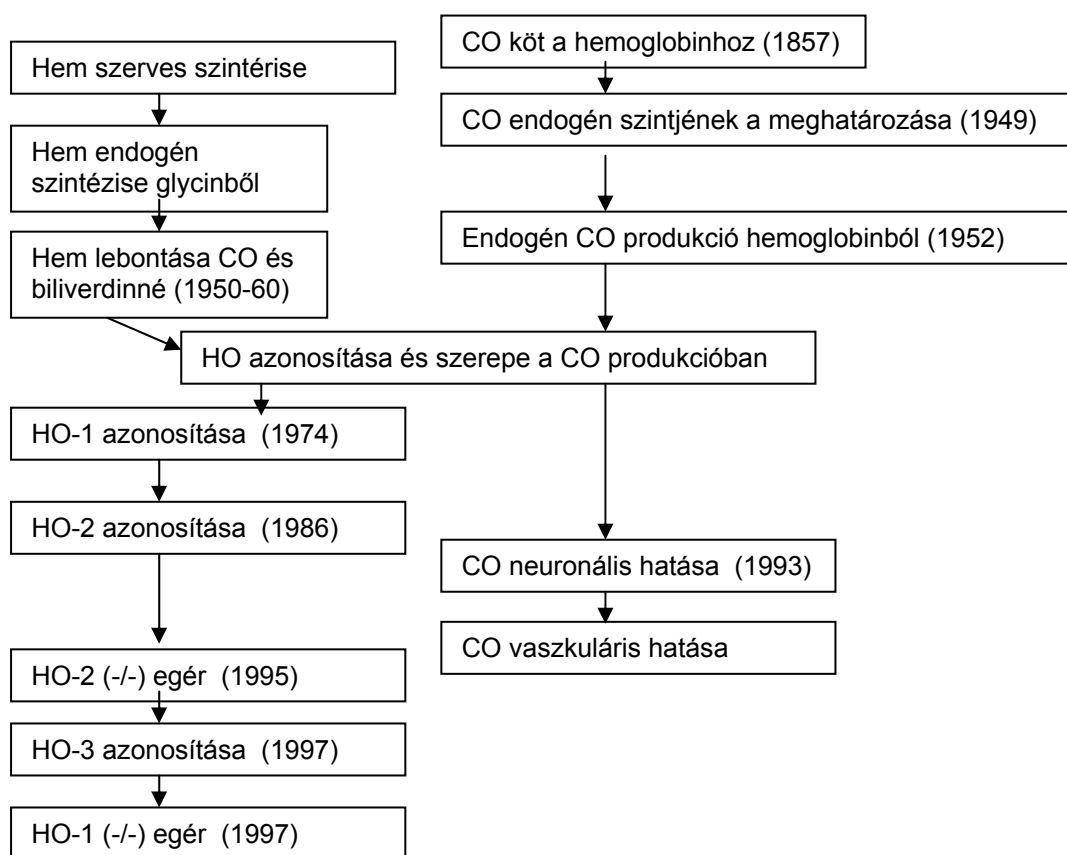 Hem szerves szintérise
Hem endogén
szintézise glycinből
Hem lebontása CO és
biliverdinné (1950-60)
CO köt a hemoglobinhoz (1857)
CO endogén szintjének a meghatározása (1949)
Endogén CO produkció hemoglobinból (1952)
HO azonosítása és szerepe a CO produkcióban
HO-1 azonosítása (1974)
HO-2 azonosítása (1986)
HO-2 (-/-) egér (1995)
HO-3 azonosítása (1997)
HO-1 (-/-) egér (1997)
CO neuronális hatása (1993)
CO vaszkuláris hatása